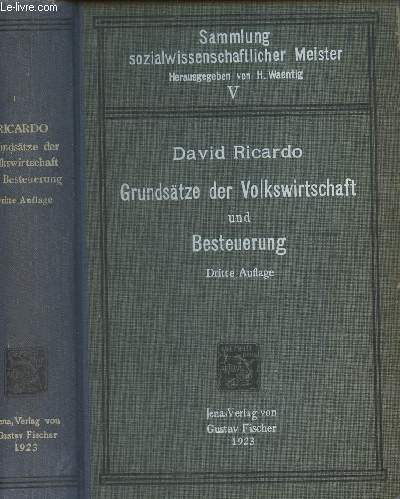 © Le-livre.com
RICARDO
Grundsätze der
Volkswirtschaft
Besteuerung
Dritte Auflage
Jena, Verlag von
Gustav Fischer
1923
Sammlung
sozialwissenschaftlicher Meister
Herausgegeben von H. Waentig
V
David Ricardo
Grundsätze der Volkswirtschaft
und
Besteuerung
Dritte Auflage
Jena, Verlag von
Gustav Fischer
1923